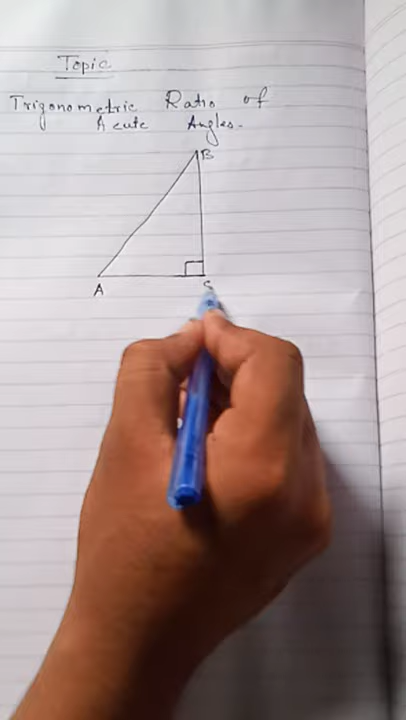 Topic
Trigonometric Ratio of
Acute Angles.
B
A
C